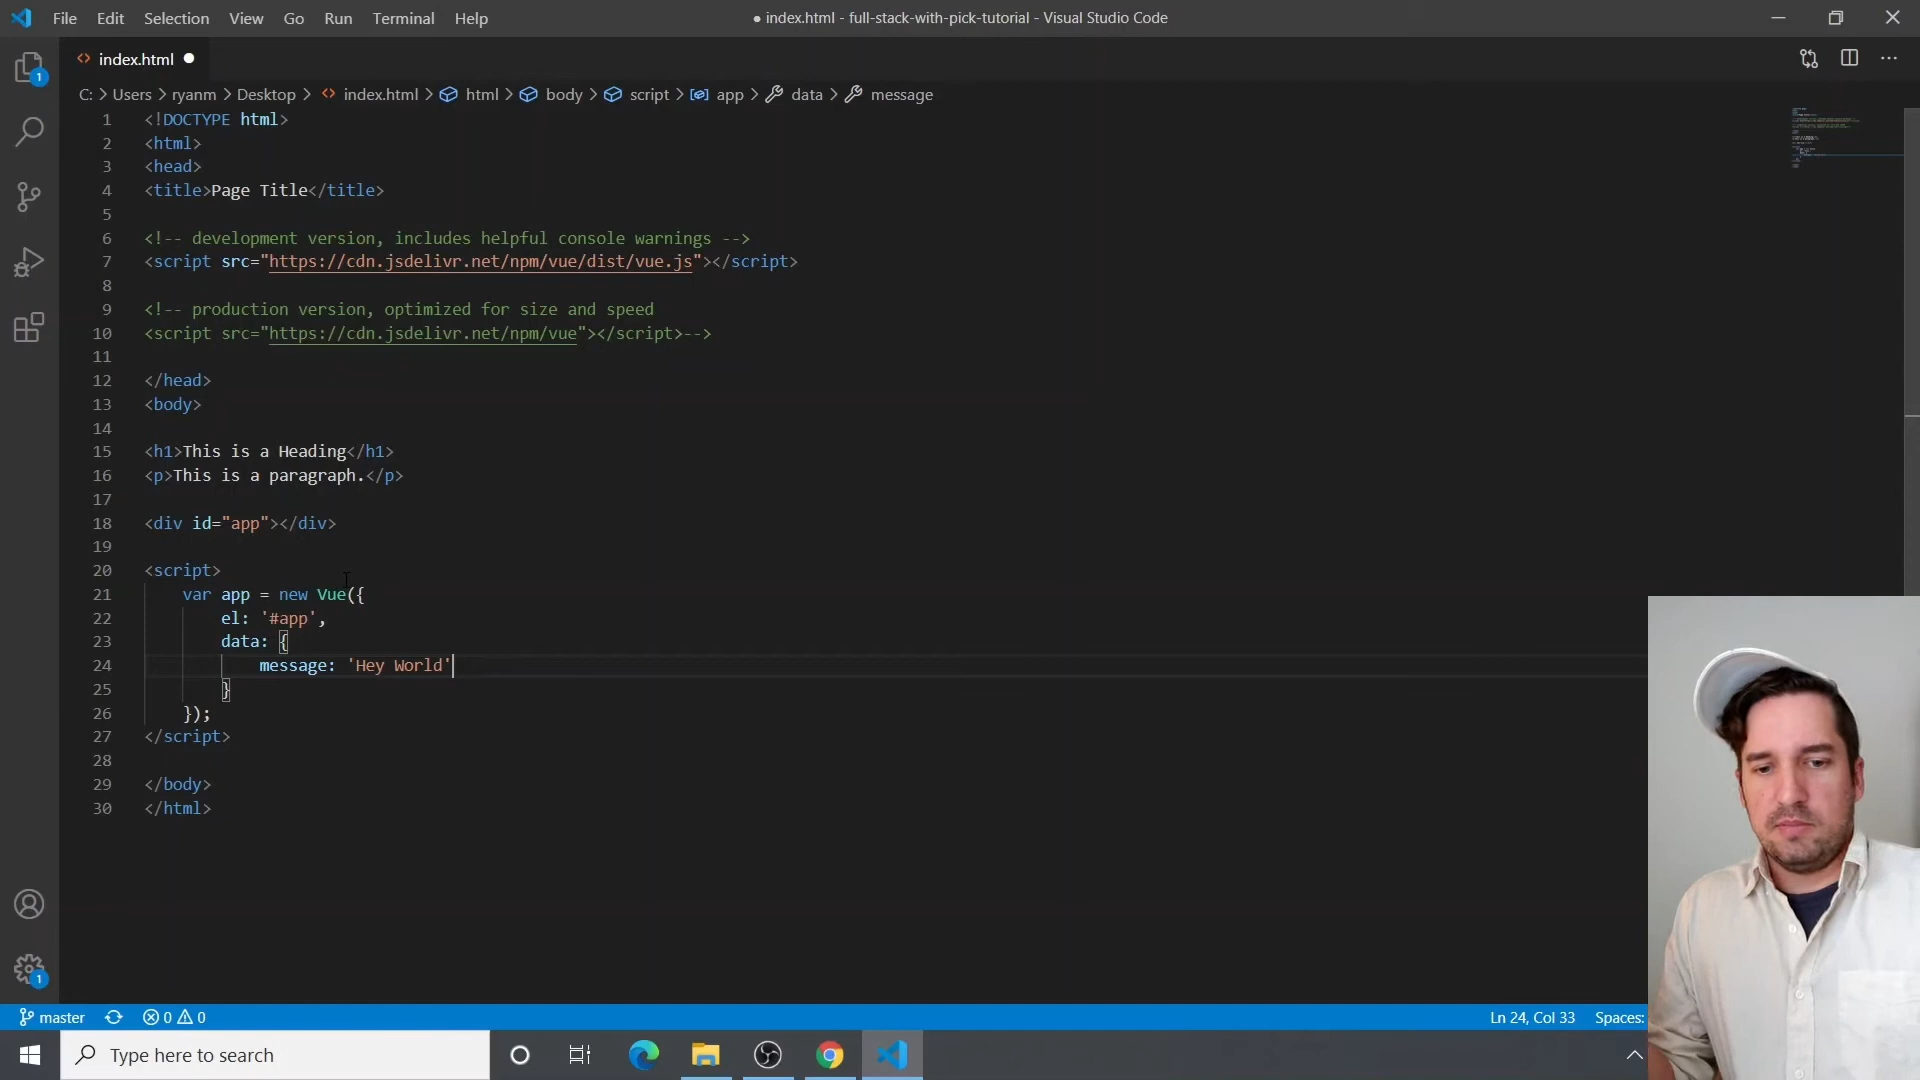 File Edit Selection View Go Run Terminal Help
● index.html - full-stack-with-pick-tutorial - Visual Studio Code
index.html
C: > Users > ryanm > Desktop > index.html > html > body > script > app > data > message
1 <!DOCTYPE html>
2 <html>
3 <head>
4 <title>Page Title</title>
5
6 <!-- development version, includes helpful console warnings -->
7 <script src="https://cdn.jsdelivr.net/npm/vue/dist/vue.js"></script>
8
9 <!-- production version, optimized for size and speed
10 <script src="https://cdn.jsdelivr.net/npm/vue"></script>-->
11
12 </head>
13 <body>
14
15 <h1>This is a Heading</h1>
16 <p>This is a paragraph.</p>
17
18 <div id="app"></div>
19
20 <script>
21 var app = new Vue({
22 el: '#app',
23 data: {
24 message: 'Hey World'
25 }
26 });
27 </script>
28
29 </body>
30 </html>
1
1
master 0 0 Ln 24, Col 33 Spaces:
Type here to search